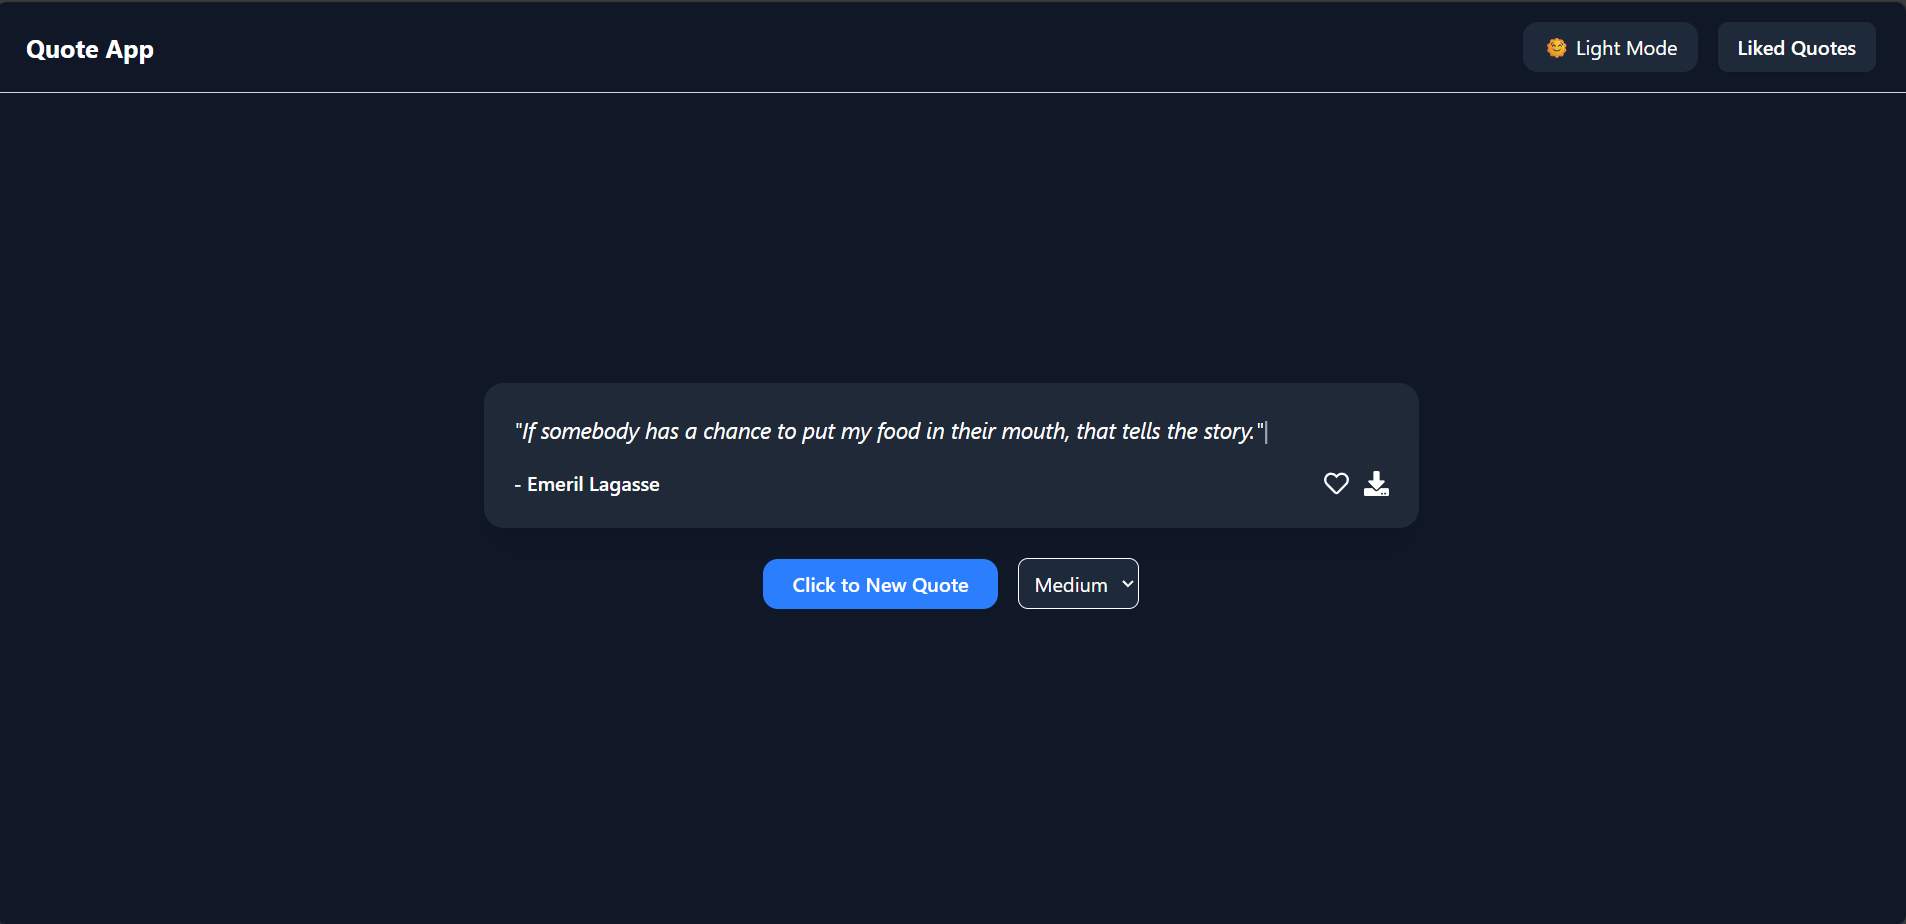 Quote App
🌞 Light Mode
Liked Quotes
"If somebody has a chance to put my food in their mouth, that tells the story."|
- Emeril Lagasse
Click to New Quote
Medium